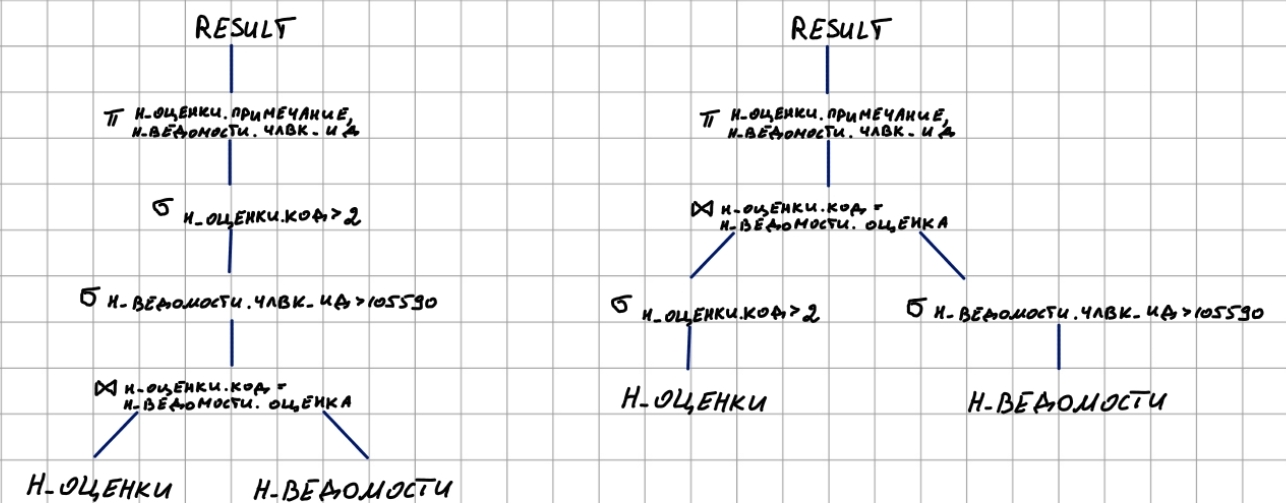 RESULT
π Н_ОЦЕНКИ.ПРИМЕЧАНИЕ,
Н_ВЕДОМОСТИ.ЧЛВК_ИД
σ Н_ОЦЕНКИ.КОД>2
σ Н_ВЕДОМОСТИ.ЧЛВК_ИД>105590
⋈ Н_ОЦЕНКИ.КОД =
Н_ВЕДОМОСТИ.ОЦЕНКА
Н_ОЦЕНКИ
Н_ВЕДОМОСТИ
RESULT
π Н_ОЦЕНКИ.ПРИМЕЧАНИЕ,
Н_ВЕДОМОСТИ.ЧЛВК_ИД
⋈ Н_ОЦЕНКИ.КОД =
Н_ВЕДОМОСТИ.ОЦЕНКА
σ Н_ОЦЕНКИ.КОД>2
σ Н_ВЕДОМОСТИ.ЧЛВК_ИД>105590
Н_ОЦЕНКИ
Н_ВЕДОМОСТИ